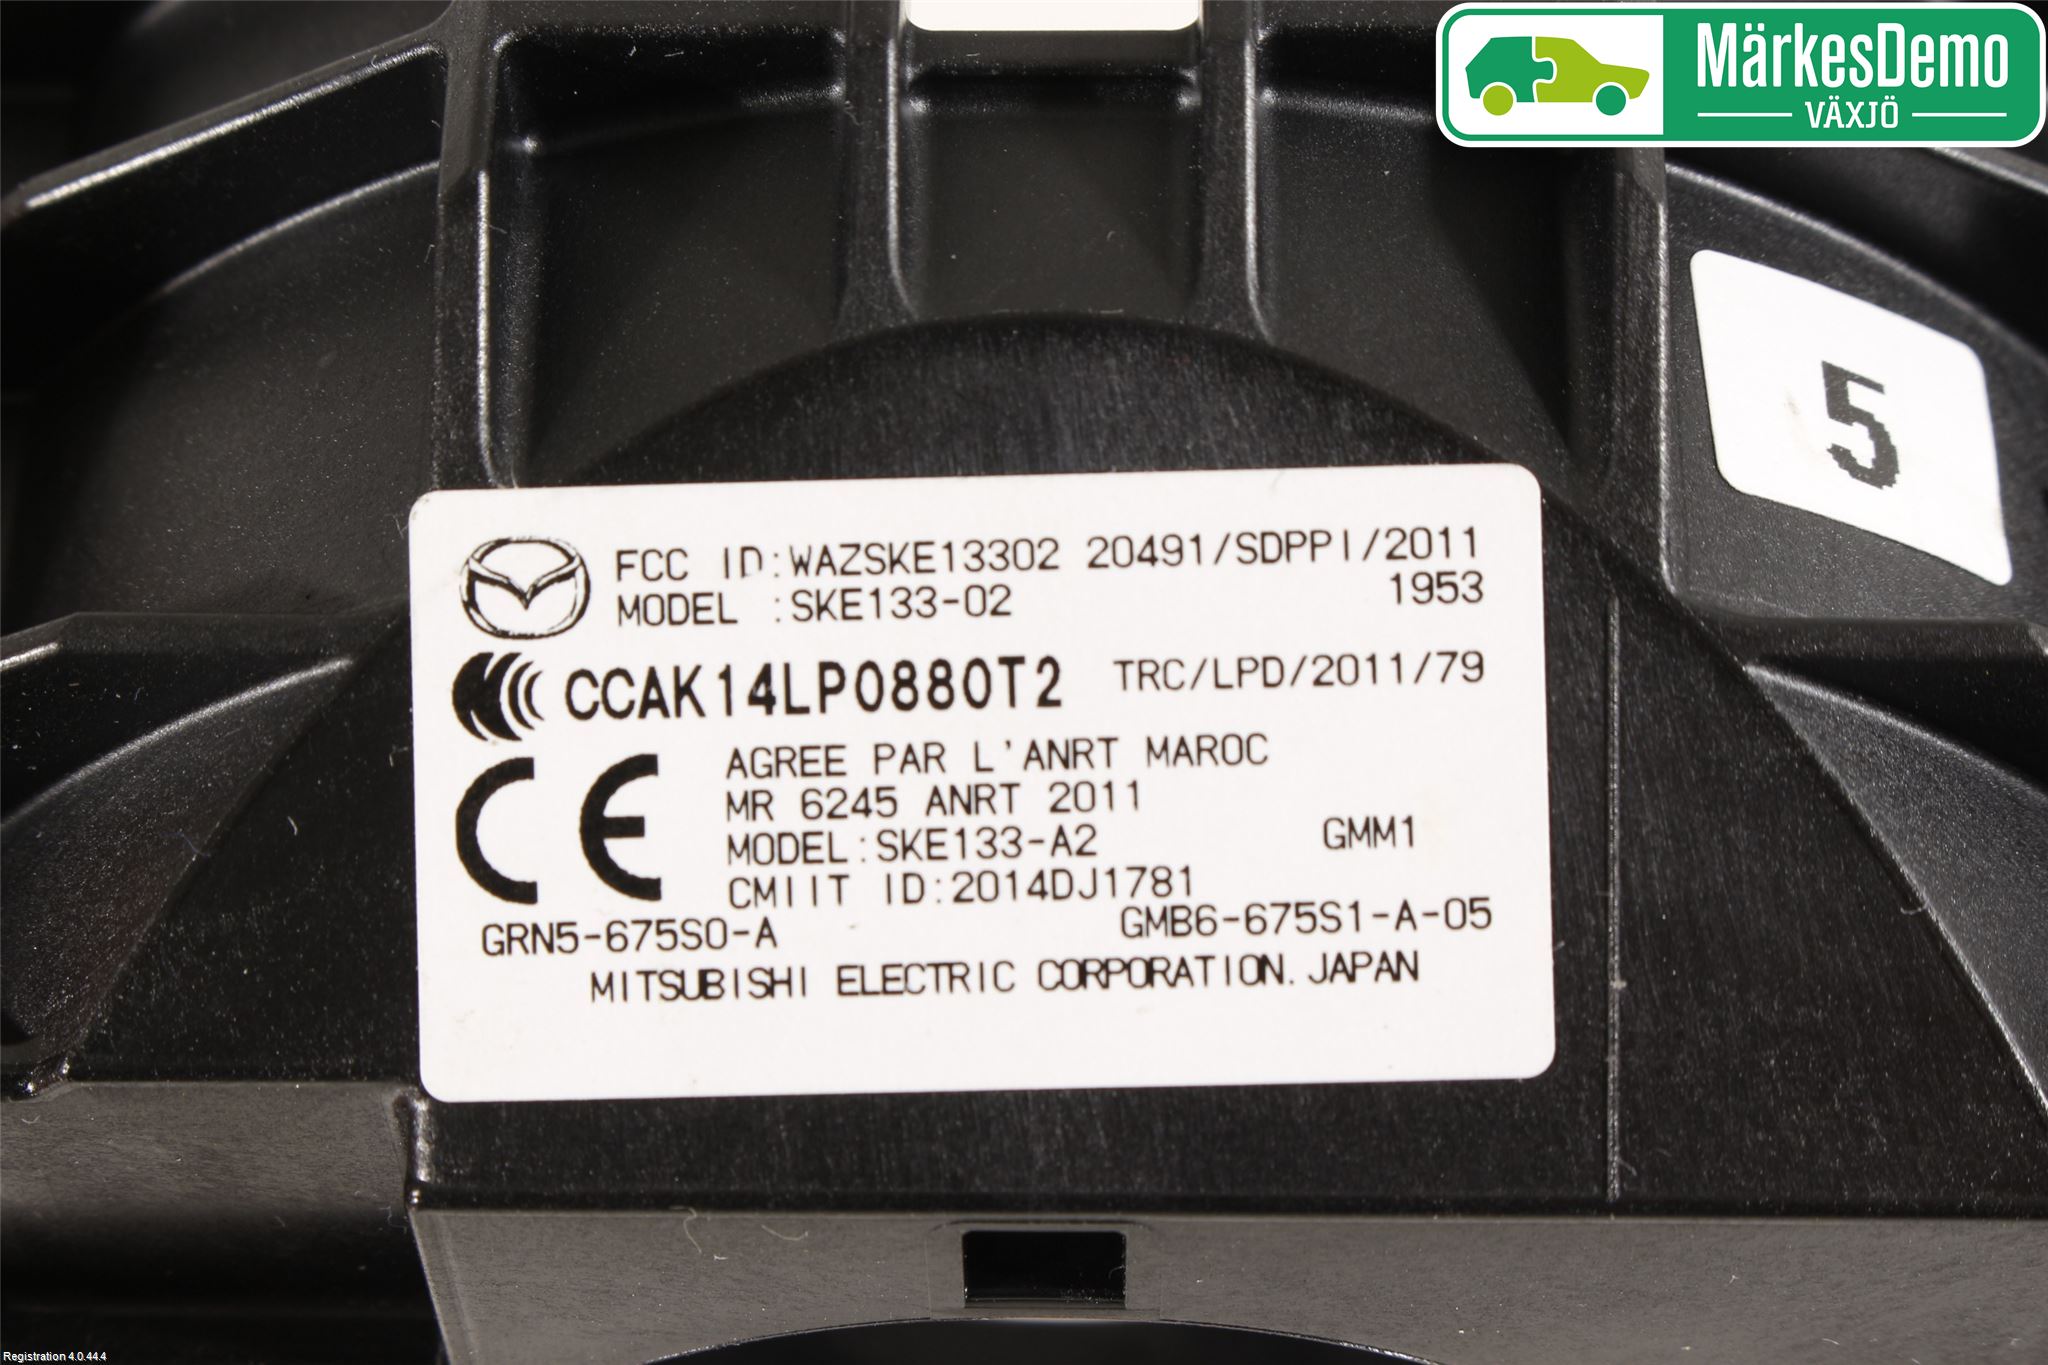 MärkesDemo
VÄXJÖ
5
FCC ID:WAZSKE13302 20491/SDPPI/2011
MODEL :SKE133-02 1953
CCAK14LP0880T2 TRC/LPD/2011/79
CE
AGREE PAR L'ANRT MAROC
MR 6245 ANRT 2011
MODEL:SKE133-A2 GMM1
CMIIT ID:2014DJ1781
GRN5-675S0-A GMB6-675S1-A-05
MITSUBISHI ELECTRIC CORPORATION. JAPAN
Registration 4.0.44.4